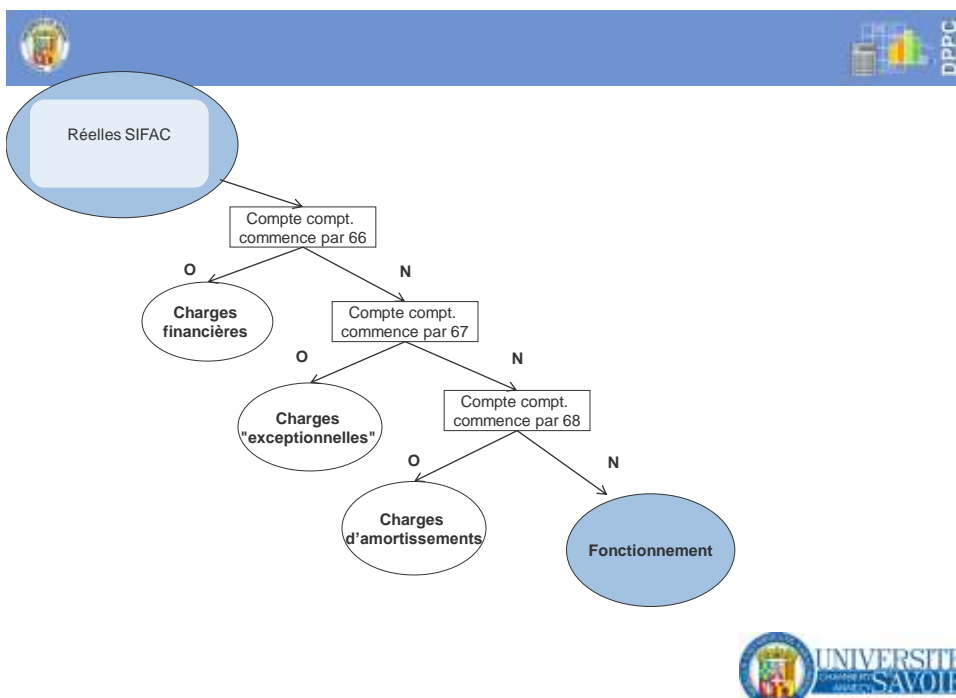 DPPC
Réelles SIFAC
Compte compt.
commence par 66
O
N
Charges
financières
Compte compt.
commence par 67
O
N
Charges
"exceptionnelles"
Compte compt.
commence par 68
O
N
Charges
d'amortissements
Fonctionnement
UNIVERSITE
SAVOIE